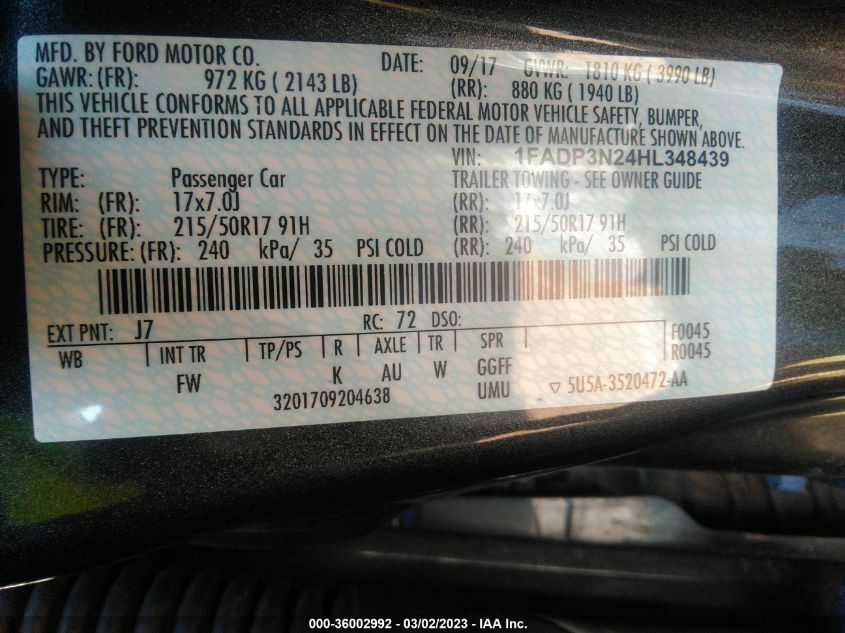 MFD. BY FORD MOTOR CO. DATE: 09/17 GVWR: 1810 KG ( 3990 LB)
GAWR: (FR): 972 KG ( 2143 LB) (RR): 880 KG ( 1940 LB)
THIS VEHICLE CONFORMS TO ALL APPLICABLE FEDERAL MOTOR VEHICLE SAFETY, BUMPER,
AND THEFT PREVENTION STANDARDS IN EFFECT ON THE DATE OF MANUFACTURE SHOWN ABOVE.
VIN: 1FADP3N24HL348439
TYPE: Passenger Car TRAILER TOWING - SEE OWNER GUIDE
RIM: (FR): 17x7.0J (RR): 17x7.0J
TIRE: (FR): 215/50R17 91H (RR): 215/50R17 91H
PRESSURE: (FR): 240 kPa/ 35 PSI COLD (RR): 240 kPa/ 35 PSI COLD
EXT PNT: J7 RC: 72 DSO: F0045
WB INT TR TP/PS R AXLE TR SPR R0045
FW K AU W GGFF
3201709204638 UMU ▽ 5U5A-3520472-AA
000-36002992 - 03/02/2023 - IAA Inc.